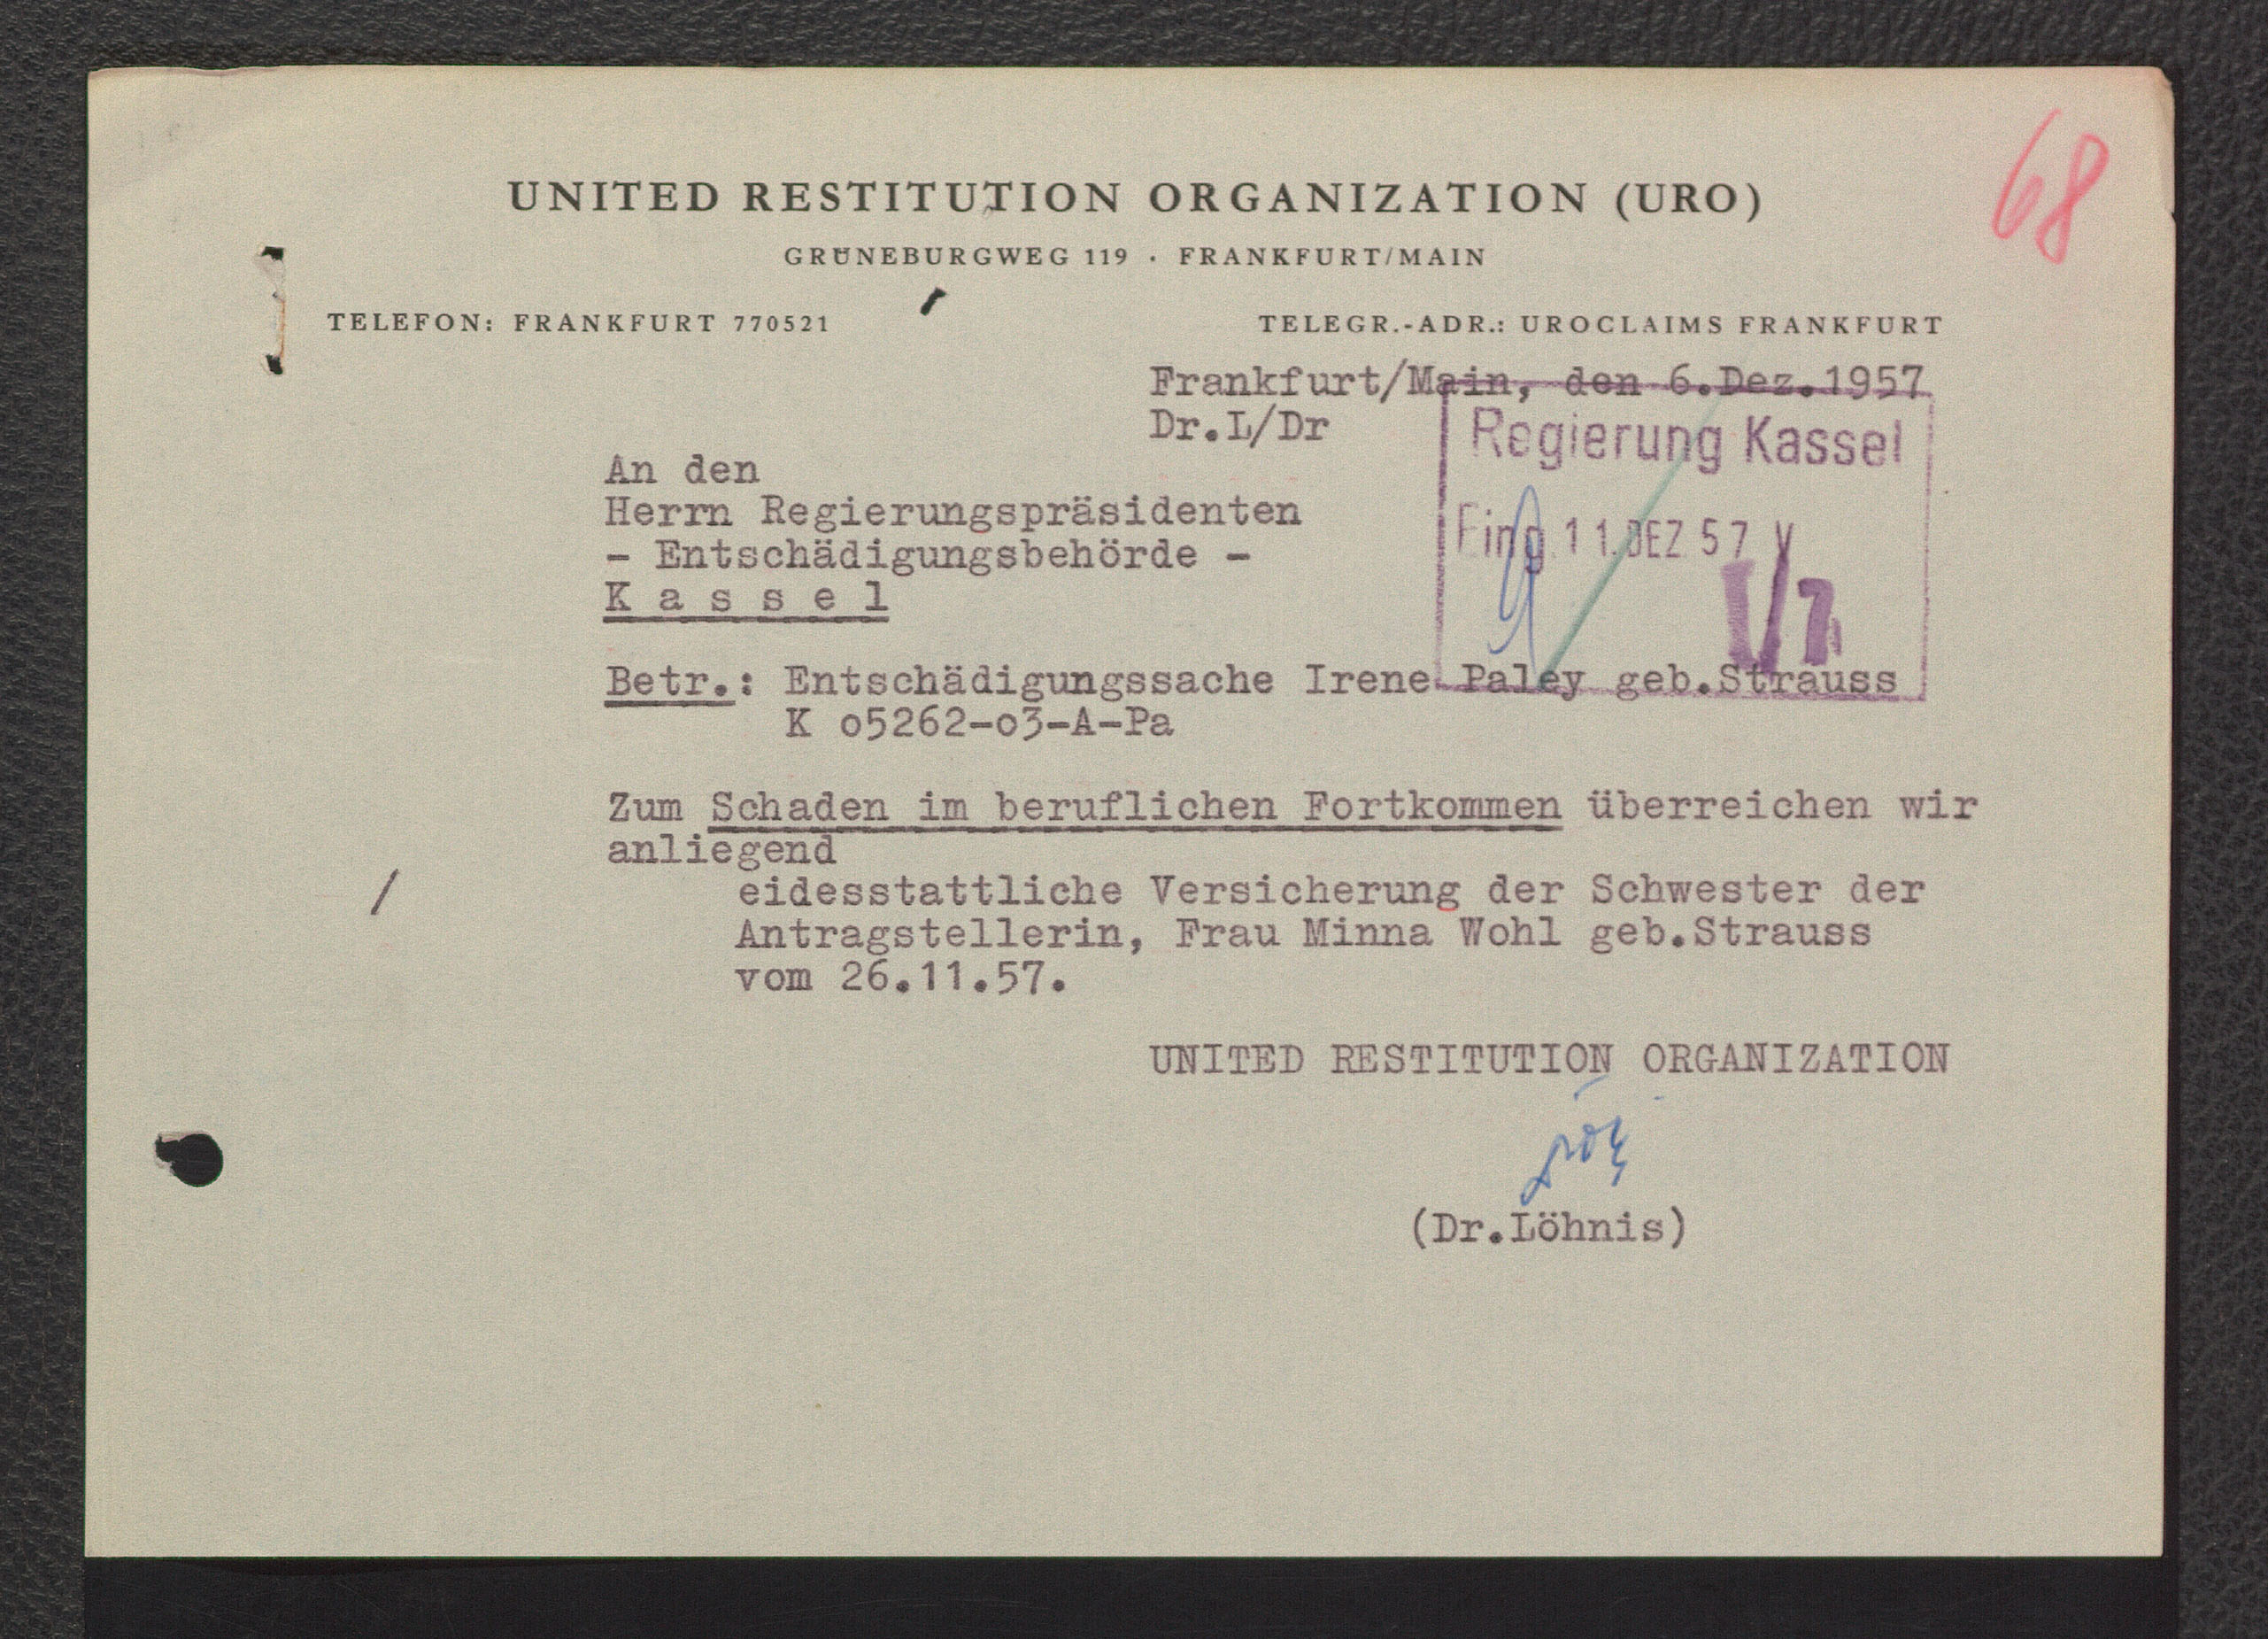 68
UNITED RESTITUTION ORGANIZATION (URO)
GRÜNEBURGWEG 119 · FRANKFURT/MAIN
TELEFON: FRANKFURT 770521
TELEGR.-ADR.: UROCLAIMS FRANKFURT
Frankfurt/Main, den 6.Dez.1957
Dr.L/Dr
Regierung Kassel
Eing. 11. DEZ 57 V
I/7
An den
Herrn Regierungspräsidenten
- Entschädigungsbehörde -
K a s s e l
Betr.: Entschädigungssache Irene Paley geb.Strauss
K o5262-o3-A-Pa
Zum Schaden im beruflichen Fortkommen überreichen wir
anliegend
/ eidesstattliche Versicherung der Schwester der
Antragstellerin, Frau Minna Wohl geb.Strauss
vom 26.11.57.
UNITED RESTITUTION ORGANIZATION
(Dr.Löhnis)